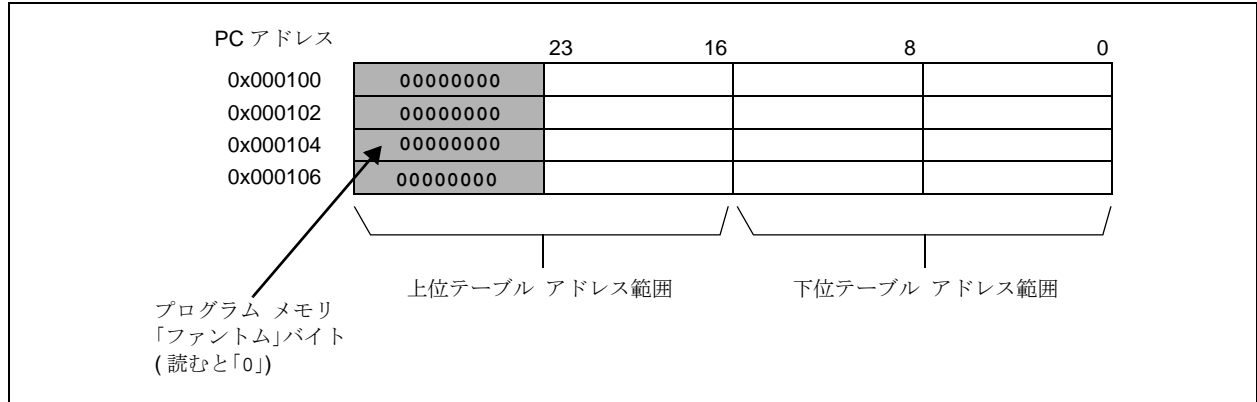 PC アドレス
23 16 8 0
0x000100 00000000
0x000102 00000000
0x000104 00000000
0x000106 00000000
上位テーブル アドレス範囲 下位テーブル アドレス範囲
プログラム メモリ
「ファントム」バイト
( 読むと「0」)